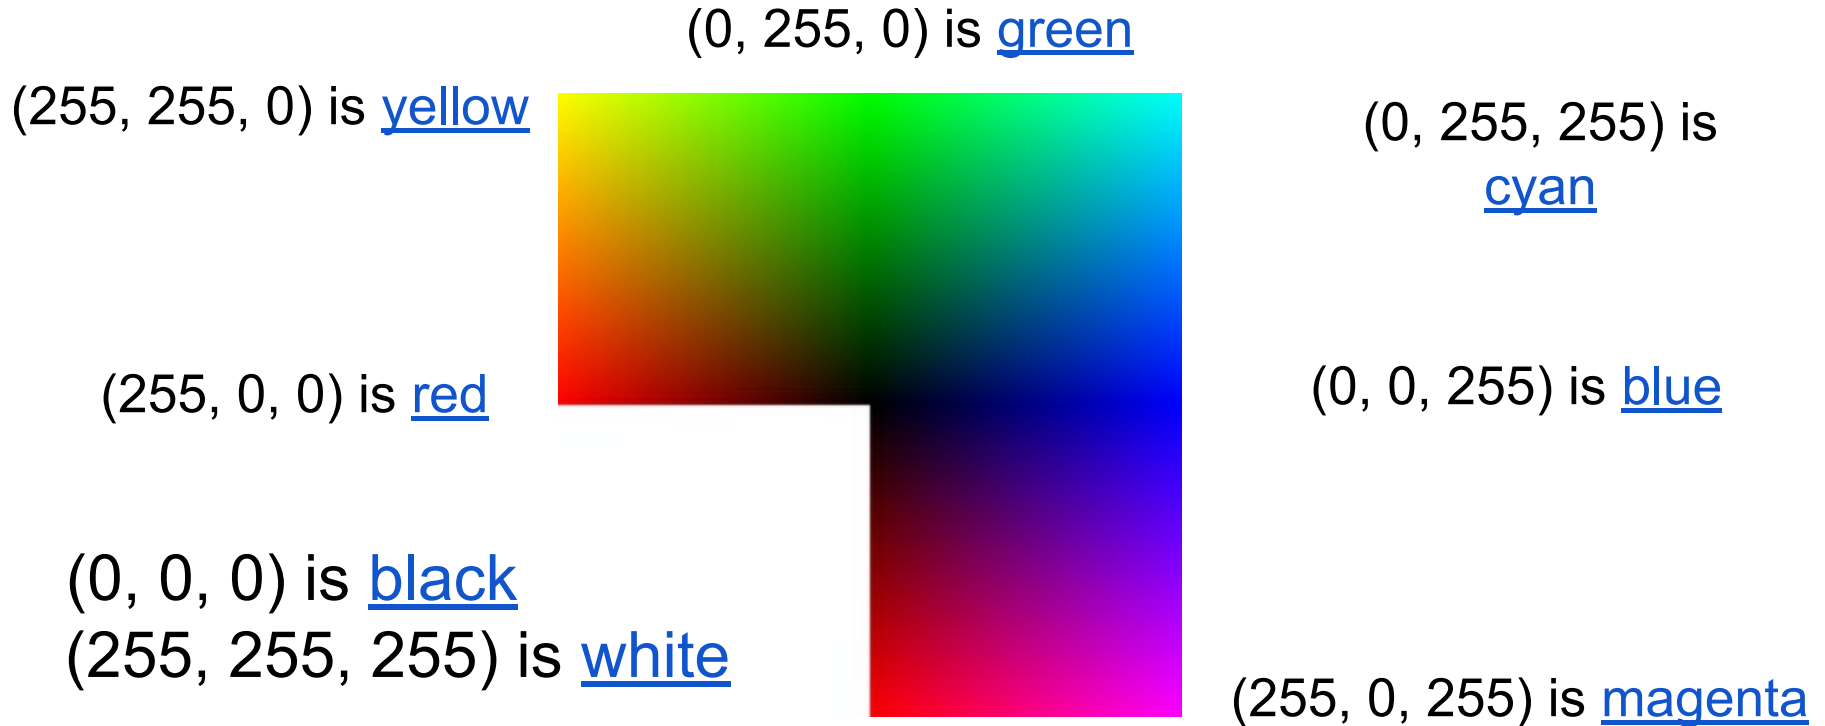 (0, 255, 0) is green
(255, 255, 0) is yellow
(0, 255, 255) is
cyan
(255, 0, 0) is red
(0, 0, 255) is blue
(0, 0, 0) is black
(255, 255, 255) is white
(255, 0, 255) is magenta